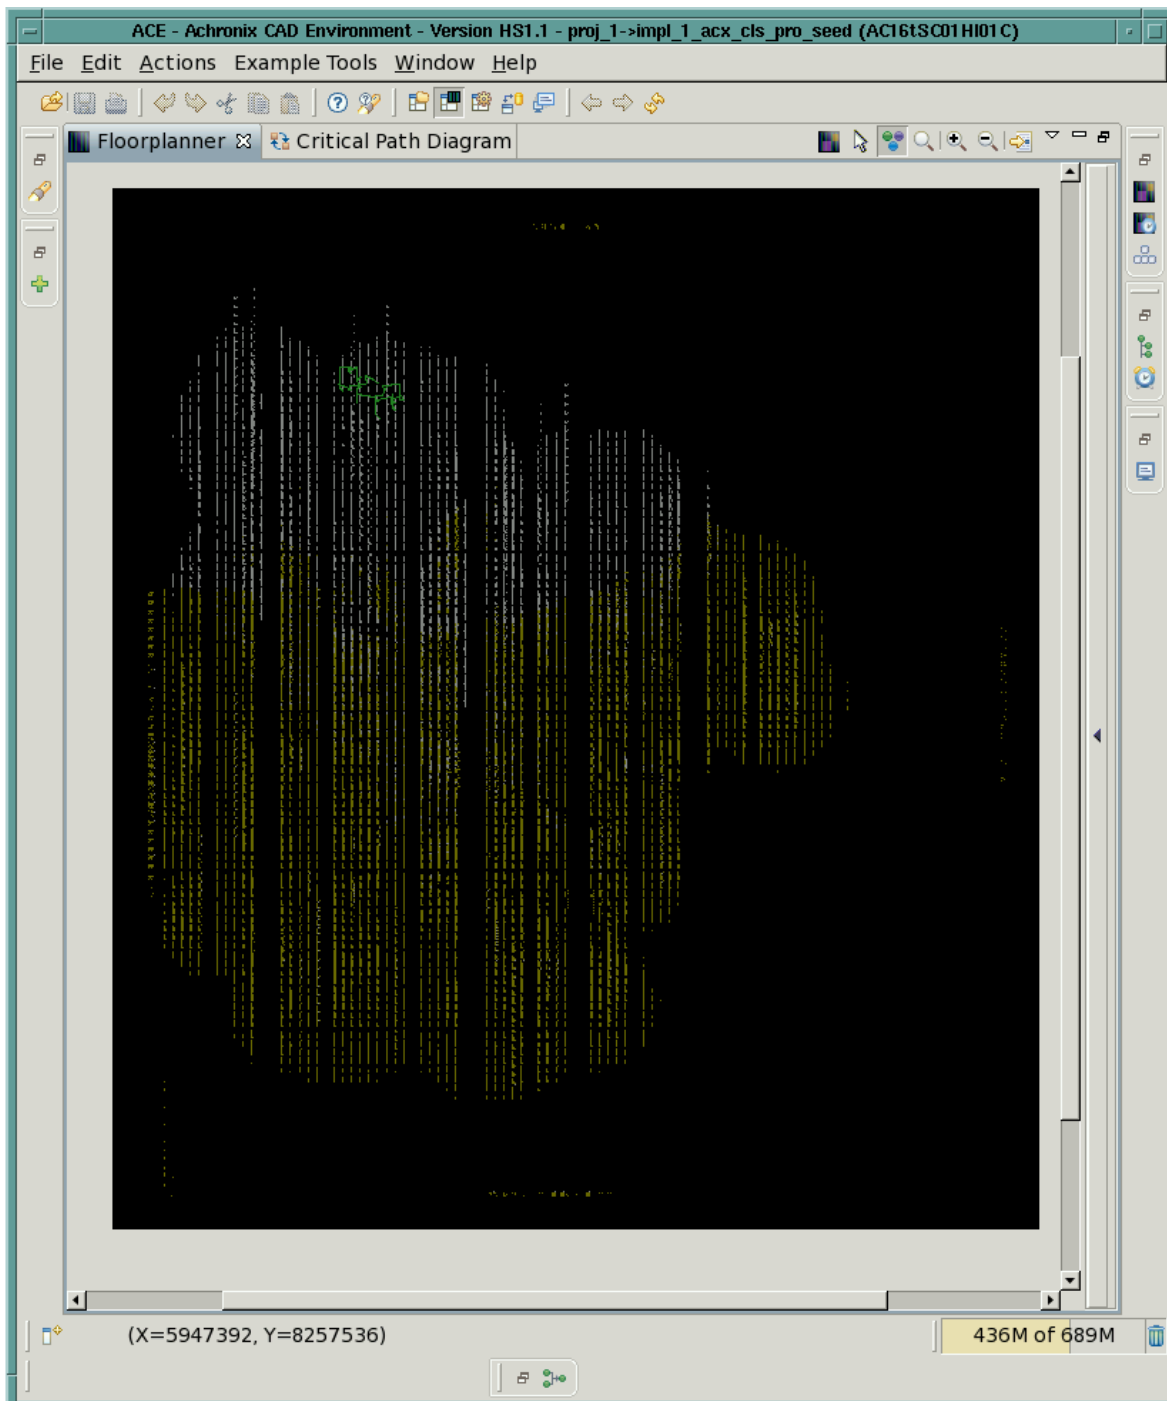 ACE - Achronix CAD Environment - Version HS1.1 - proj_1->impl_1_acx_cls_pro_seed (AC16tSC01HI01C)
File Edit Actions Example Tools Window Help
Floorplanner Critical Path Diagram
(X=5947392, Y=8257536) 436M of 689M